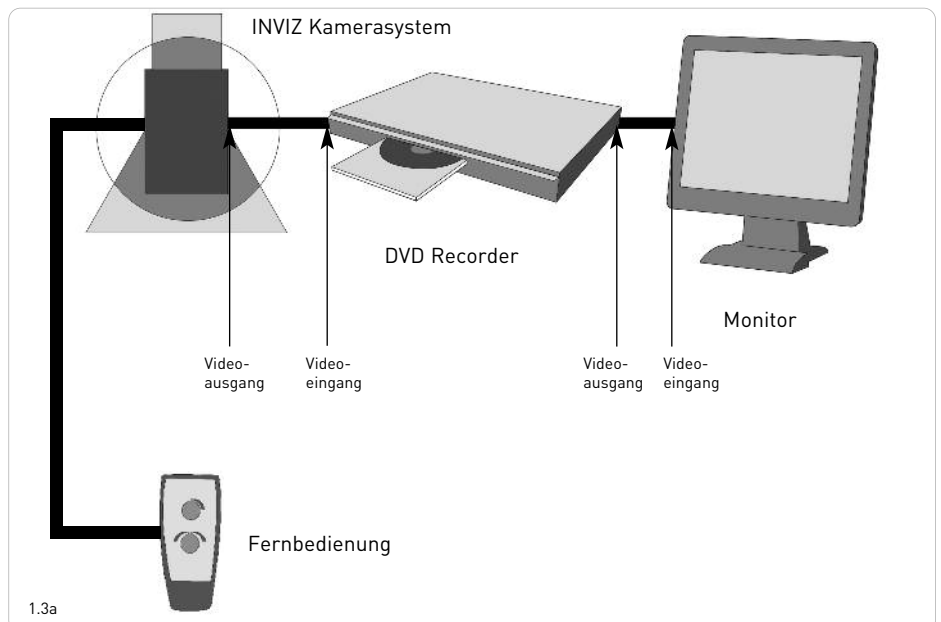 INVIZ Kamerasystem
DVD Recorder
Monitor
Video-
ausgang
Video-
eingang
Video-
ausgang
Video-
eingang
Fernbedienung
1.3a